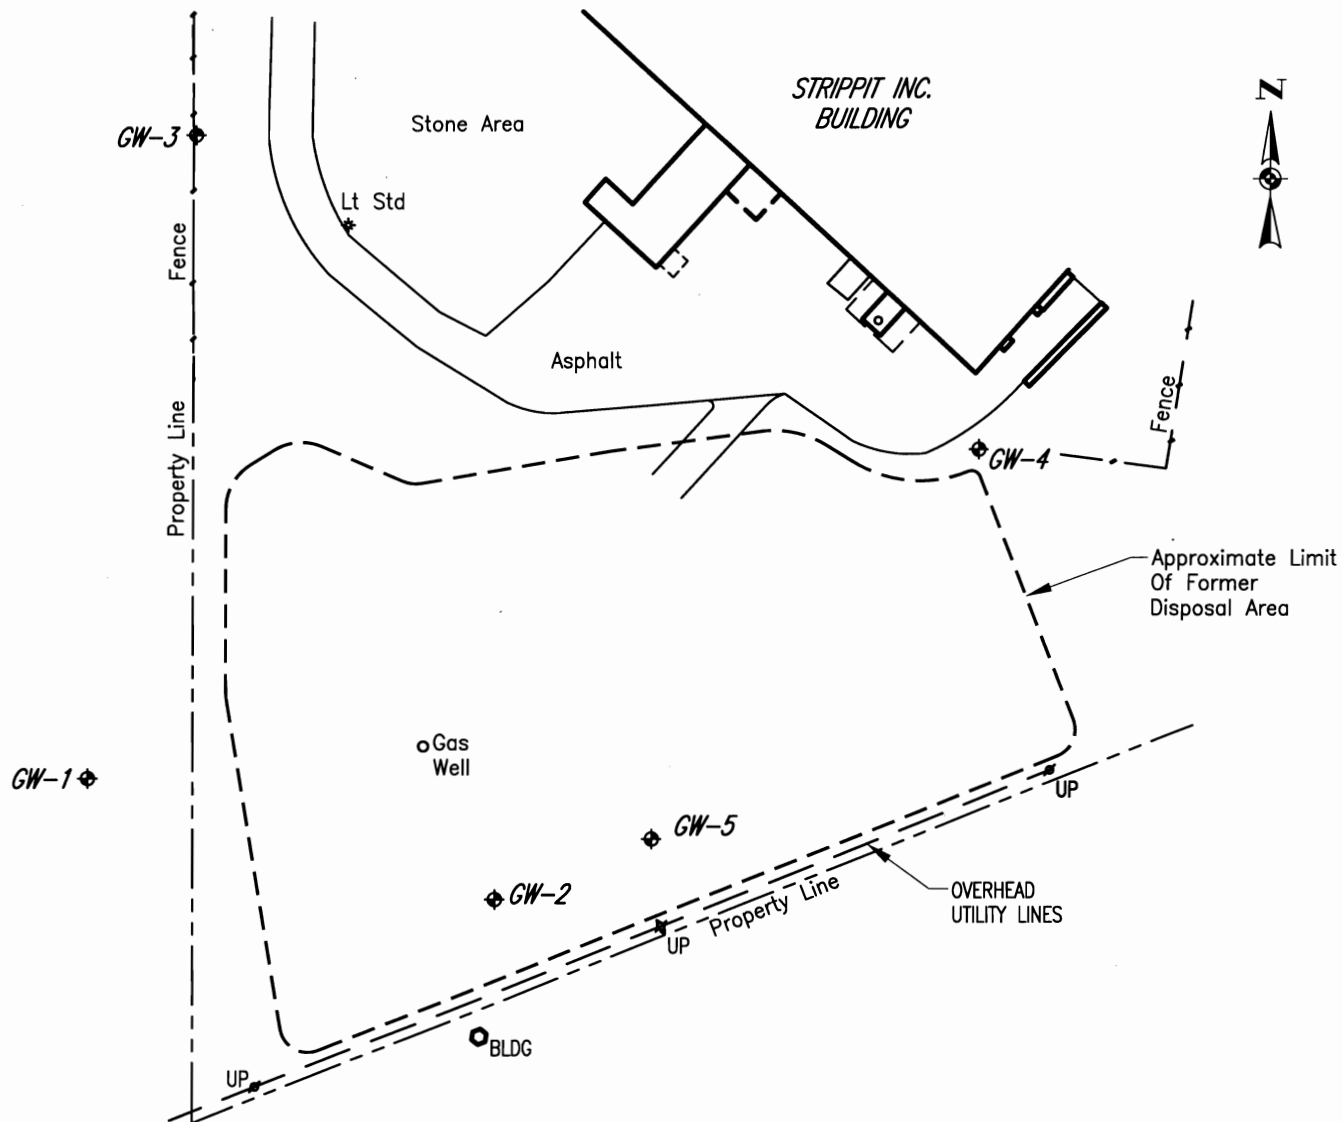 STRIPPIT INC.
BUILDING
N
Stone Area
GW-3
Lt Std
Fence
Asphalt
Fence
Property Line
GW-4
Approximate Limit
Of Former
Disposal Area
Gas
Well
GW-1
UP
GW-5
GW-2
OVERHEAD
UTILITY LINES
Property Line
UP
BLDG
UP